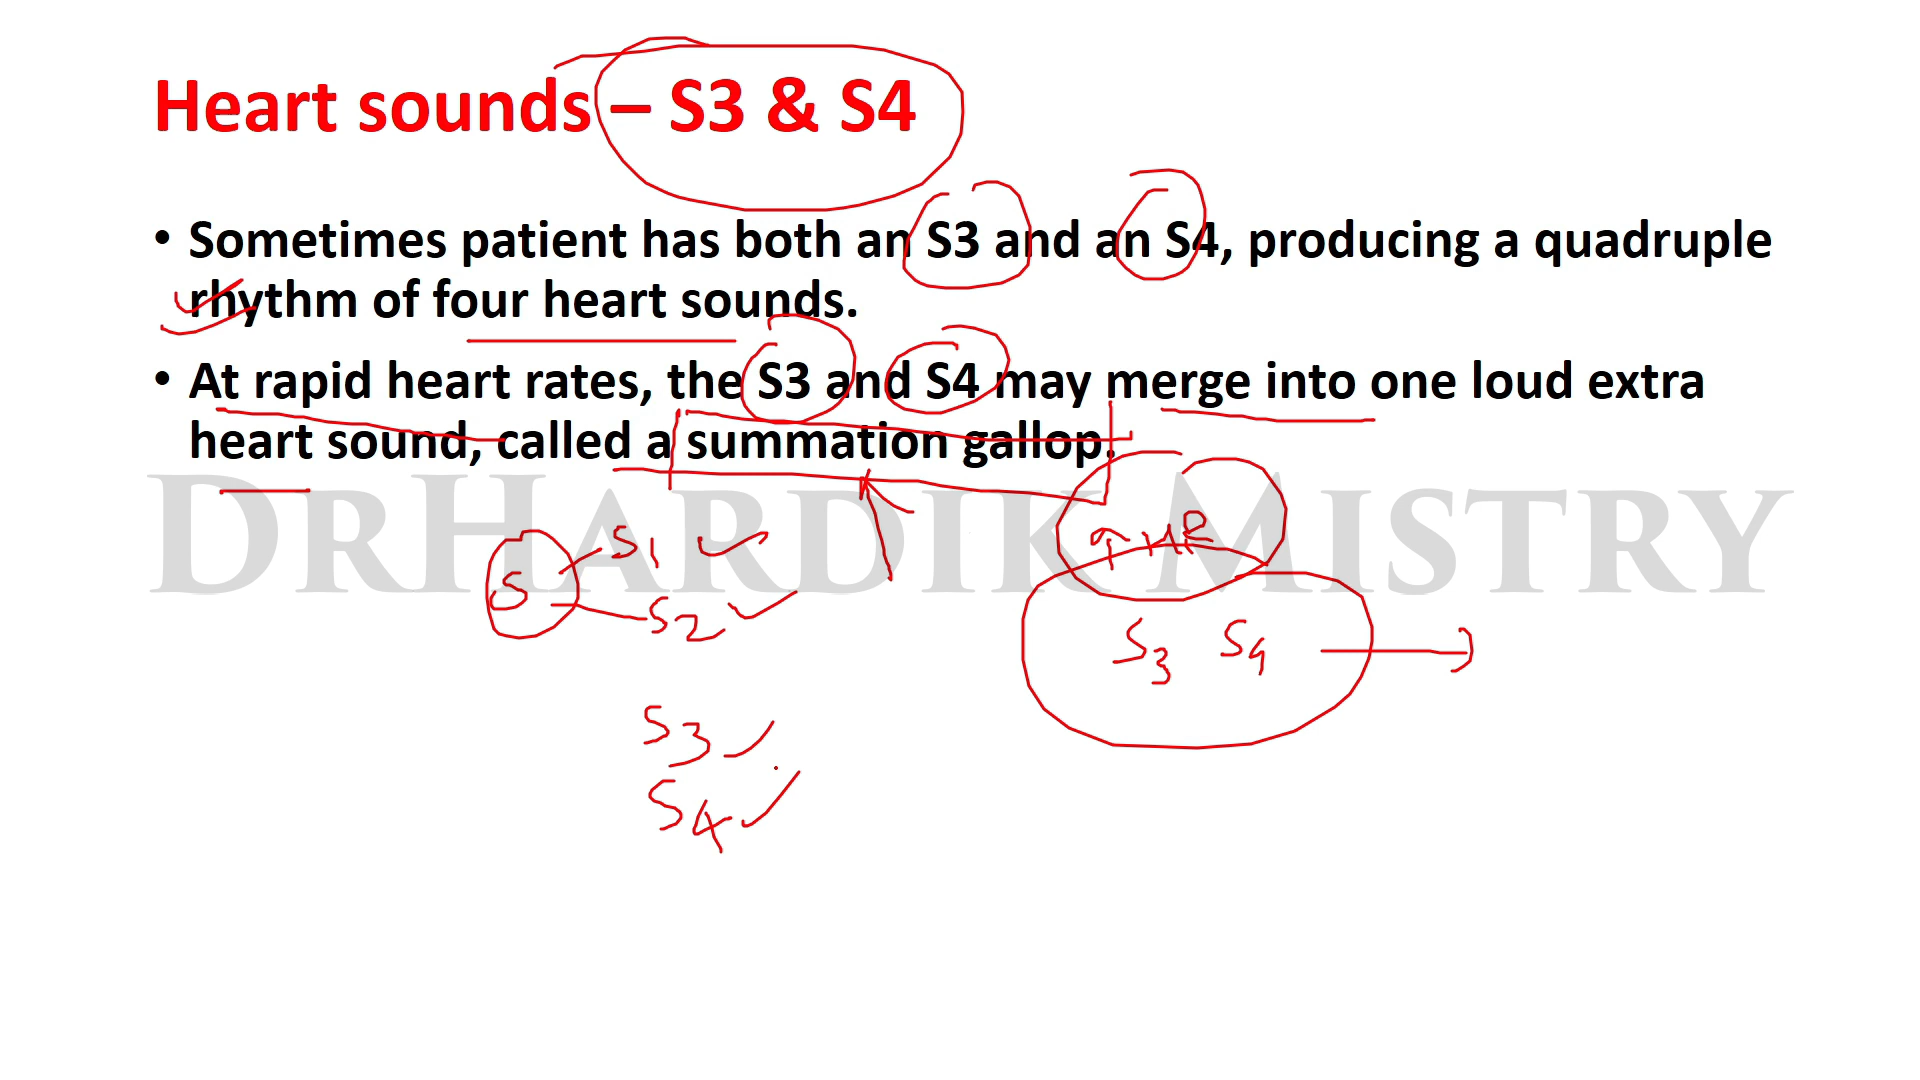 Heart sounds – S3 & S4
• Sometimes patient has both an S3 and an S4, producing a quadruple
rhythm of four heart sounds.
• At rapid heart rates, the S3 and S4 may merge into one loud extra
heart sound, called a summation gallop.
DRHARDIK MISTRY
S1
↑HR
S
S2
S3 S4
S3
S4